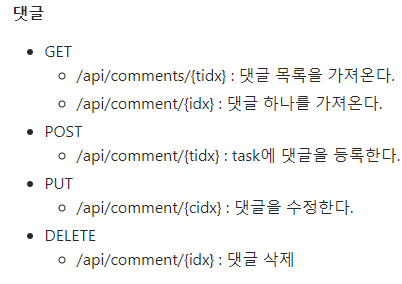 댓글
GET
/api/comments/{tidx} : 댓글 목록을 가져온다.
/api/comment/{idx} : 댓글 하나를 가져온다.
POST
/api/comment/{tidx} : task에 댓글을 등록한다.
PUT
/api/comment/{cidx} : 댓글을 수정한다.
DELETE
/api/comment/{idx} : 댓글 삭제